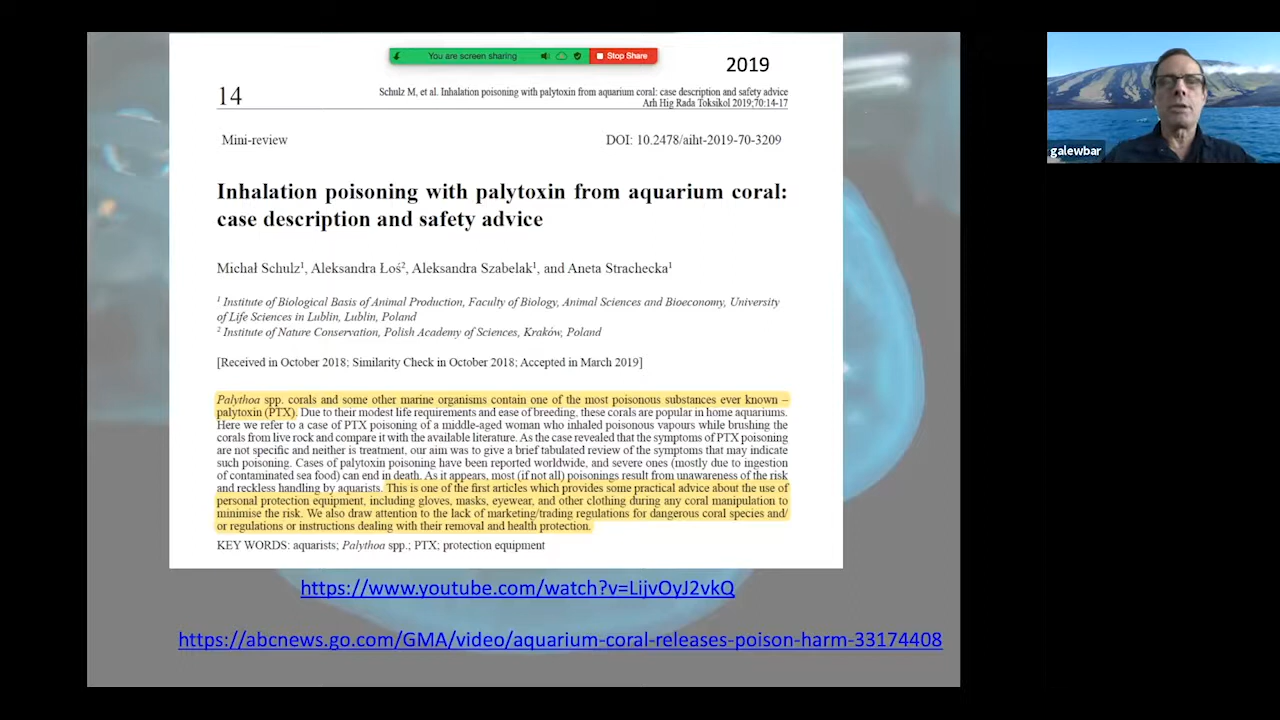 You are screen sharing
Stop Share
2019
14
Schulz M, et al. Inhalation poisoning with palytoxin from aquarium coral: case description and safety advice
Arh Hig Rada Toksikol 2019;70:14-17
Mini-review
DOI: 10.2478/aiht-2019-70-3209
Inhalation poisoning with palytoxin from aquarium coral:
case description and safety advice
Michał Schulz¹, Aleksandra Łoś², Aleksandra Szabelak¹, and Aneta Strachecka¹
¹ Institute of Biological Basis of Animal Production, Faculty of Biology, Animal Sciences and Bioeconomy, University
of Life Sciences in Lublin, Lublin, Poland
² Institute of Nature Conservation, Polish Academy of Sciences, Kraków, Poland
[Received in October 2018; Similarity Check in October 2018; Accepted in March 2019]
Palythoa spp. corals and some other marine organisms contain one of the most poisonous substances ever known –
palytoxin (PTX). Due to their modest life requirements and ease of breeding, these corals are popular in home aquariums.
Here we refer to a case of PTX poisoning of a middle-aged woman who inhaled poisonous vapours while brushing the
corals from live rock and compare it with the available literature. As the case revealed that the symptoms of PTX poisoning
are not specific and neither is treatment, our aim was to give a brief tabulated review of the symptoms that may indicate
such poisoning. Cases of palytoxin poisoning have been reported worldwide, and severe ones (mostly due to ingestion
of contaminated sea food) can end in death. As it appears, most (if not all) poisonings result from unawareness of the risk
and reckless handling by aquarists. This is one of the first articles which provides some practical advice about the use of
personal protection equipment, including gloves, masks, eyewear, and other clothing during any coral manipulation to
minimise the risk. We also draw attention to the lack of marketing/trading regulations for dangerous coral species and/
or regulations or instructions dealing with their removal and health protection.
KEY WORDS: aquarists; Palythoa spp.; PTX; protection equipment
https://www.youtube.com/watch?v=LijvOyJ2vkQ
https://abcnews.go.com/GMA/video/aquarium-coral-releases-poison-harm-33174408
galewbar